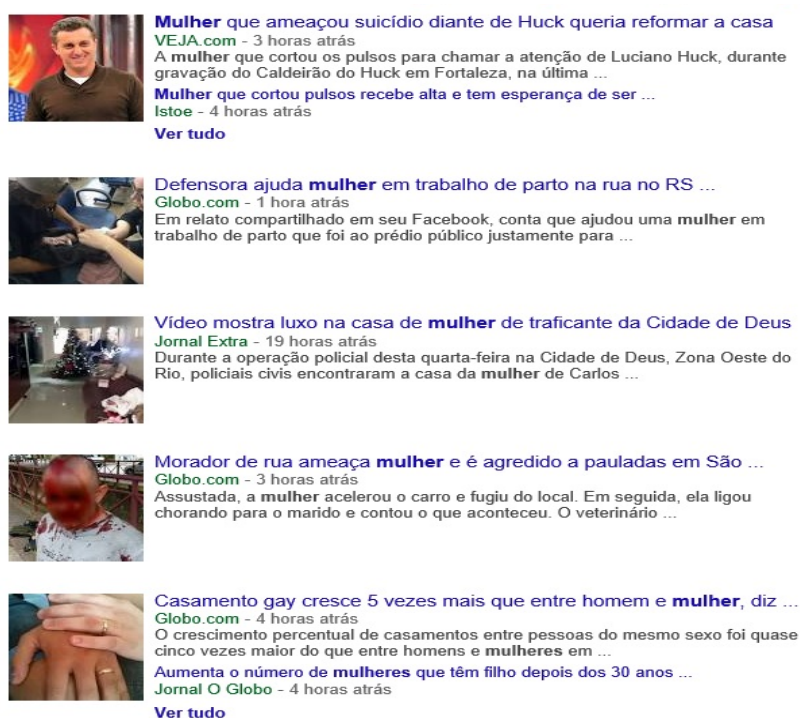 Mulher que ameaçou suicídio diante de Huck queria reformar a casa
VEJA.com - 3 horas atrás
A mulher que cortou os pulsos para chamar a atenção de Luciano Huck, durante
gravação do Caldeirão do Huck em Fortaleza, na última ...
Mulher que cortou pulsos recebe alta e tem esperança de ser ...
Istoe - 4 horas atrás
Ver tudo
Defensora ajuda mulher em trabalho de parto na rua no RS ...
Globo.com - 1 hora atrás
Em relato compartilhado em seu Facebook, conta que ajudou uma mulher em
trabalho de parto que foi ao prédio público justamente para ...
Vídeo mostra luxo na casa de mulher de traficante da Cidade de Deus
Jornal Extra - 19 horas atrás
Durante a operação policial desta quarta-feira na Cidade de Deus, Zona Oeste do
Rio, policiais civis encontraram a casa da mulher de Carlos ...
Morador de rua ameaça mulher e é agredido a pauladas em São ...
Globo.com - 3 horas atrás
Assustada, a mulher acelerou o carro e fugiu do local. Em seguida, ela ligou
chorando para o marido e contou o que aconteceu. O veterinário ...
Casamento gay cresce 5 vezes mais que entre homem e mulher, diz ...
Globo.com - 4 horas atrás
O crescimento percentual de casamentos entre pessoas do mesmo sexo foi quase
cinco vezes maior do que entre homens e mulheres em ...
Aumenta o número de mulheres que têm filho depois dos 30 anos ...
Jornal O Globo - 4 horas atrás
Ver tudo